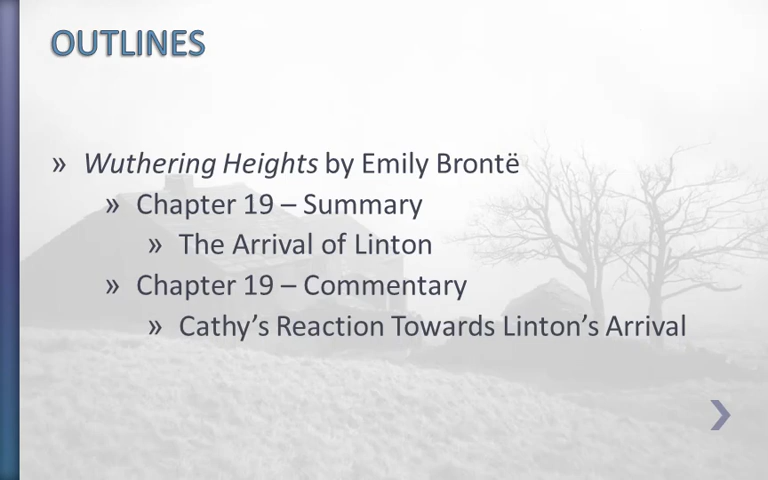 OUTLINES
» Wuthering Heights by Emily Brontë
» Chapter 19 – Summary
» The Arrival of Linton
» Chapter 19 – Commentary
» Cathy’s Reaction Towards Linton’s Arrival